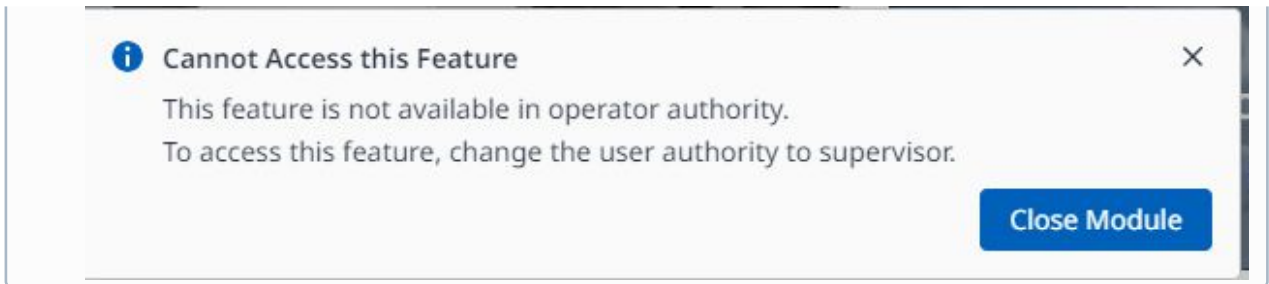 Cannot Access this Feature
This feature is not available in operator authority.
To access this feature, change the user authority to supervisor.
Close Module